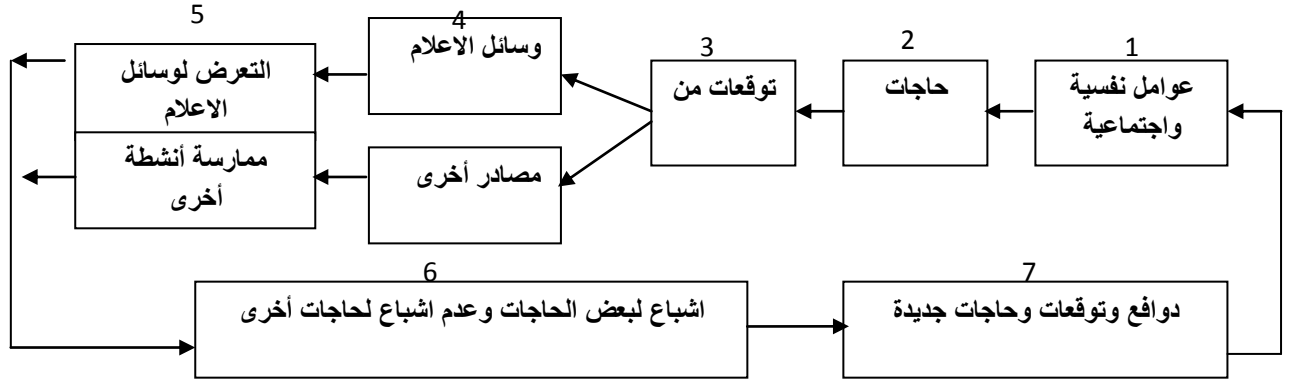 1
عوامل نفسية
واجتماعية
2
حاجات
3
توقعات من
4
وسائل الاعلام
مصادر أخرى
5
التعرض لوسائل
الاعلام
ممارسة أنشطة
أخرى
6
اشباع لبعض الحاجات وعدم اشباع لحاجات أخرى
7
دوافع وتوقعات وحاجات جديدة